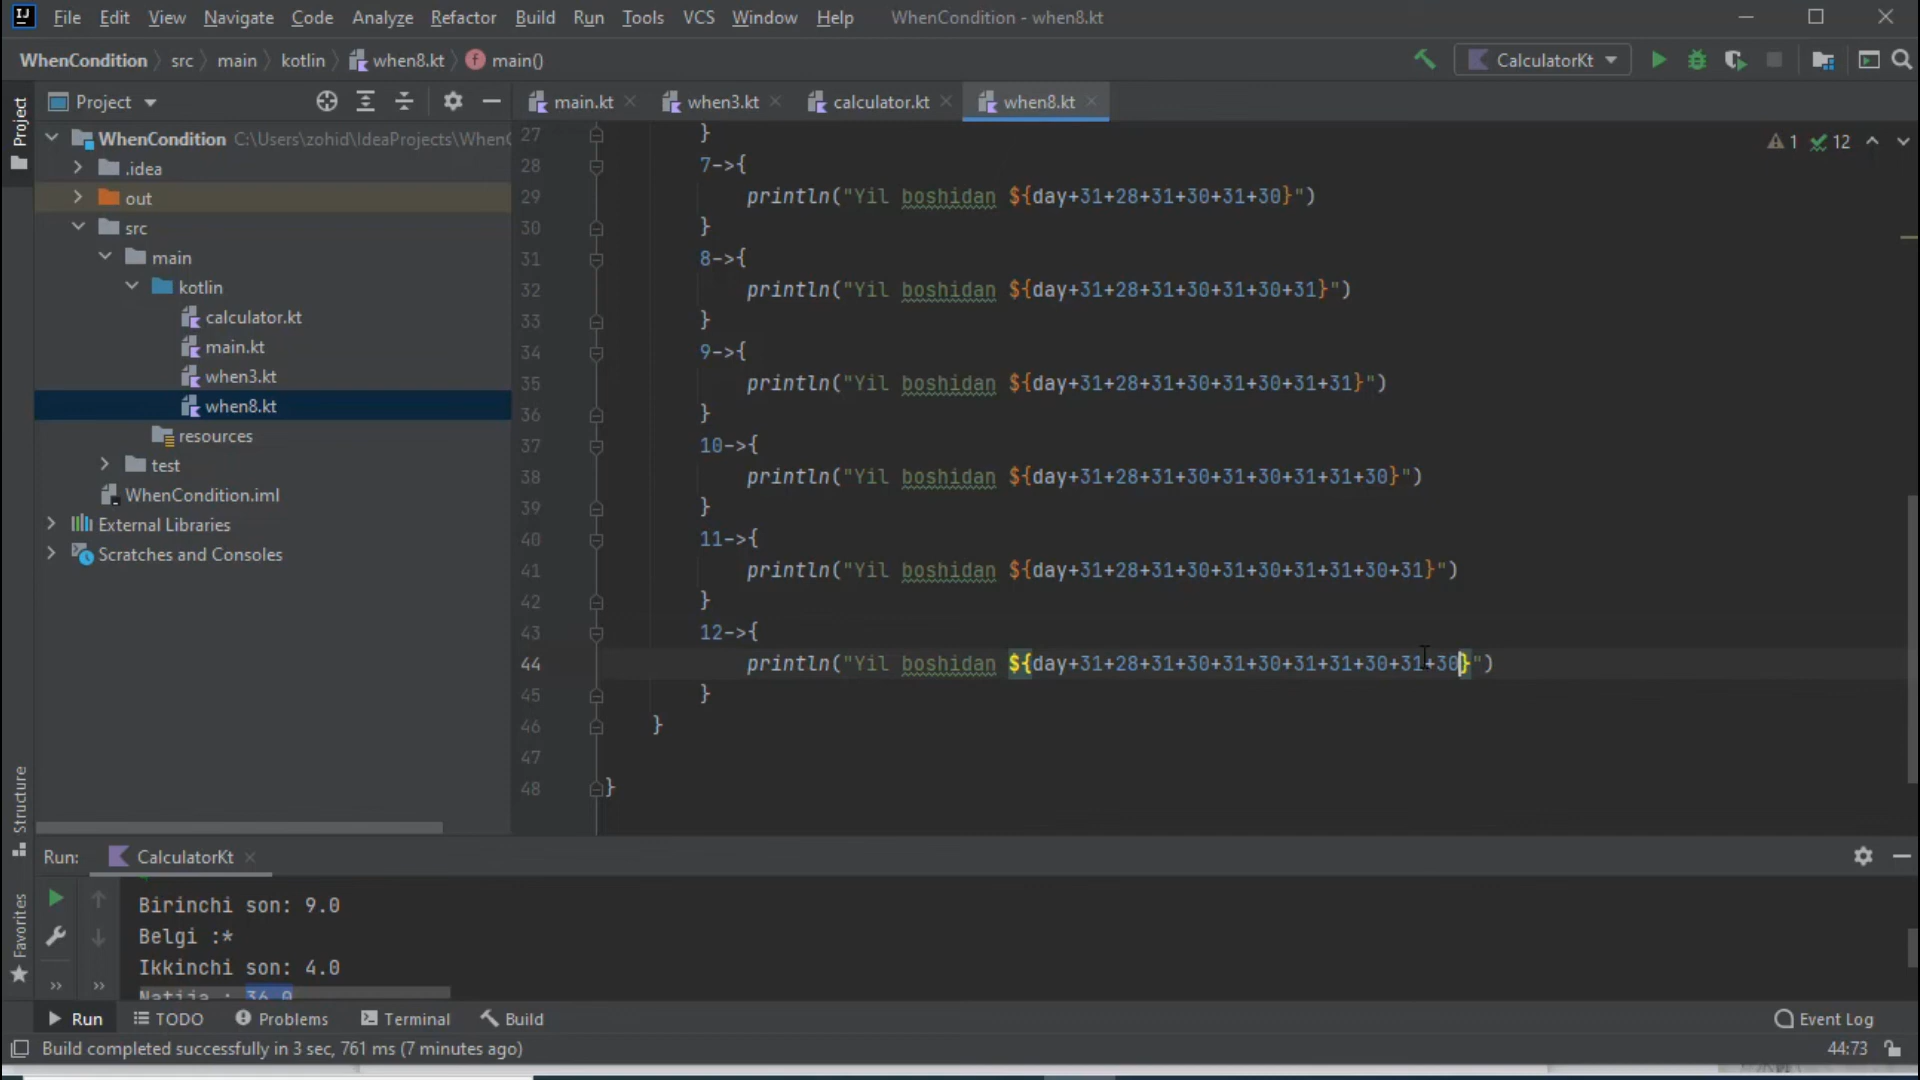 File Edit View Navigate Code Analyze Refactor Build Run Tools VCS Window Help WhenCondition - when8.kt
WhenCondition src main kotlin when8.kt main() CalculatorKt
Project main.kt when3.kt calculator.kt when8.kt
WhenCondition C:\Users\zohid\IdeaProjects\WhenC
.idea
out
src
main
kotlin
calculator.kt
main.kt
when3.kt
when8.kt
resources
test
WhenCondition.iml
External Libraries
Scratches and Consoles
1 12
27 }
28 7->{
29 println("Yil boshidan ${day+31+28+31+30+31+30}")
30 }
31 8->{
32 println("Yil boshidan ${day+31+28+31+30+31+30+31}")
33 }
34 9->{
35 println("Yil boshidan ${day+31+28+31+30+31+30+31+31}")
36 }
37 10->{
38 println("Yil boshidan ${day+31+28+31+30+31+30+31+31+30}")
39 }
40 11->{
41 println("Yil boshidan ${day+31+28+31+30+31+30+31+31+30+31}")
42 }
43 12->{
44 println("Yil boshidan ${day+31+28+31+30+31+30+31+31+30+31+30}")
45 }
46 }
47
48 }
Project
Structure
Favorites
Run: CalculatorKt
Birinchi son: 9.0
Belgi :*
Ikkinchi son: 4.0
Natija : 36.0
Run TODO Problems Terminal Build Event Log
Build completed successfully in 3 sec, 761 ms (7 minutes ago) 44:73